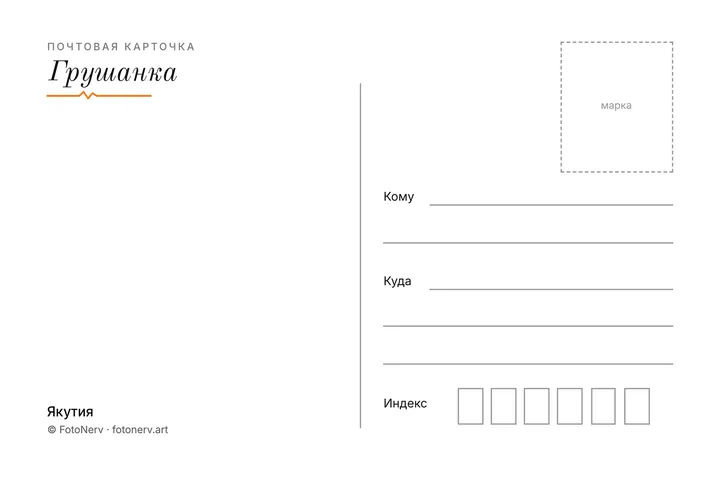 ПОЧТОВАЯ КАРТОЧКА
Грушанка
марка
Кому
Куда
Индекс
Якутия
© FotoNerv · fotonerv.art